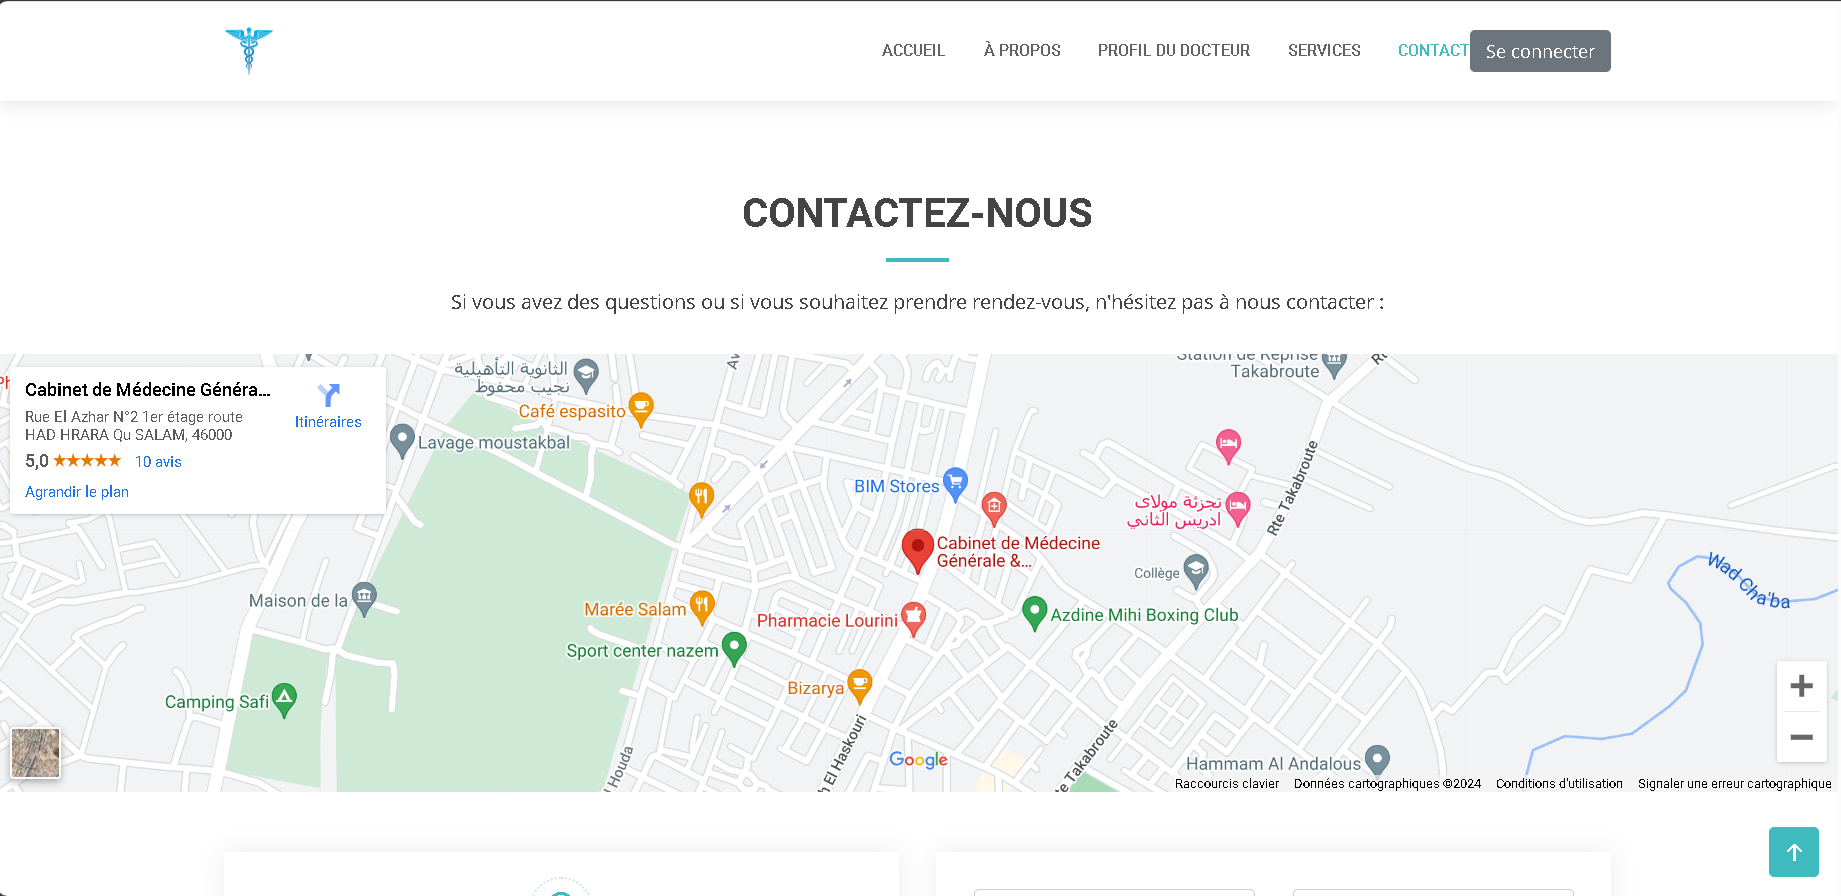 ACCUEIL
À PROPOS
PROFIL DU DOCTEUR
SERVICES
CONTACT
Se connecter
CONTACTEZ-NOUS
Si vous avez des questions ou si vous souhaitez prendre rendez-vous, n'hésitez pas à nous contacter :
Cabinet de Médecine Généra...
Rue El Azhar N°2 1er étage route
HAD HRARA Qu SALAM, 46000
5,0
10 avis
Agrandir le plan
Itinéraires
الثانوية التأهيلية
نجيب محفوظ
Café espasito
Lavage moustakbal
Av
Station de Reprise
Takabroute
BIM Stores
تجزئة مولاي
ادريس الثاني
Rte Takabroute
Cabinet de Médecine
Générale &...
Collège
Wad Cha'ba
Maison de la
Marée Salam
Pharmacie Lourini
Azdine Mihi Boxing Club
Sport center nazem
Bizarya
Camping Safi
Houda
El Haskouri
Takabroute
Google
Hammam Al Andalous
Raccourcis clavier
Données cartographiques ©2024
Conditions d'utilisation
Signaler une erreur cartographique